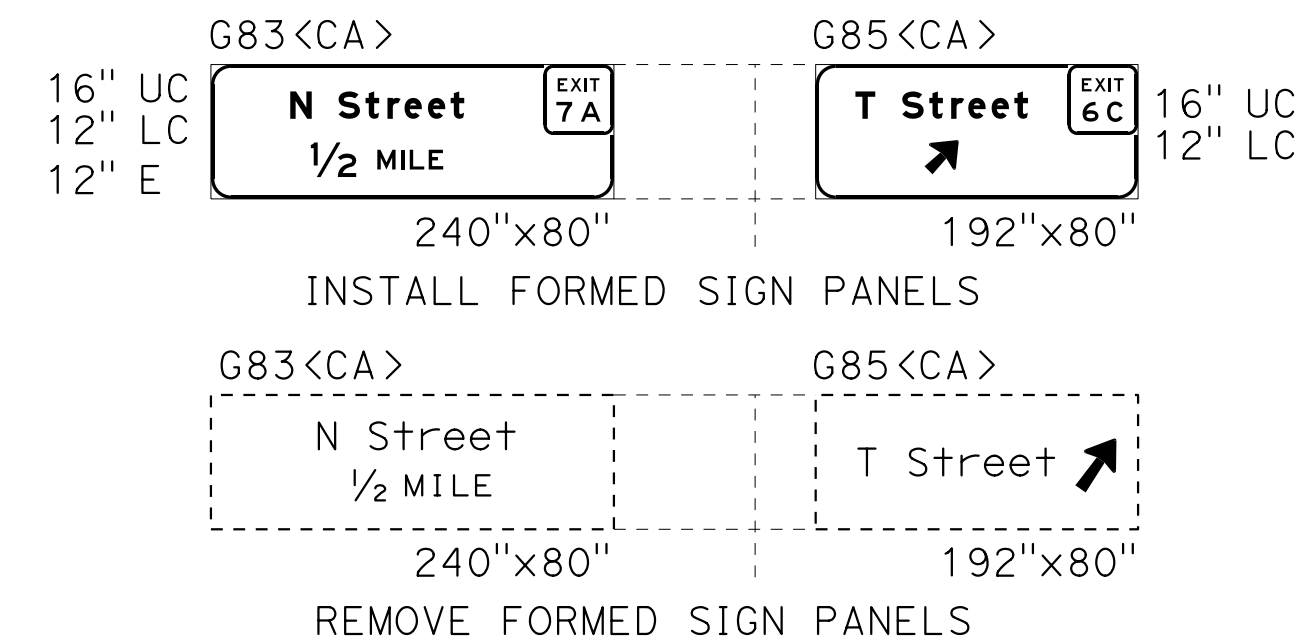 G83<CA> G85<CA>
16" UC
12" LC
12" E
N Street
EXIT
7A
1/2 MILE
T Street
EXIT
6C
16" UC
12" LC
240"x80" 192"x80"
INSTALL FORMED SIGN PANELS
G83<CA> G85<CA>
N Street
1/2 MILE
T Street
240"x80" 192"x80"
REMOVE FORMED SIGN PANELS